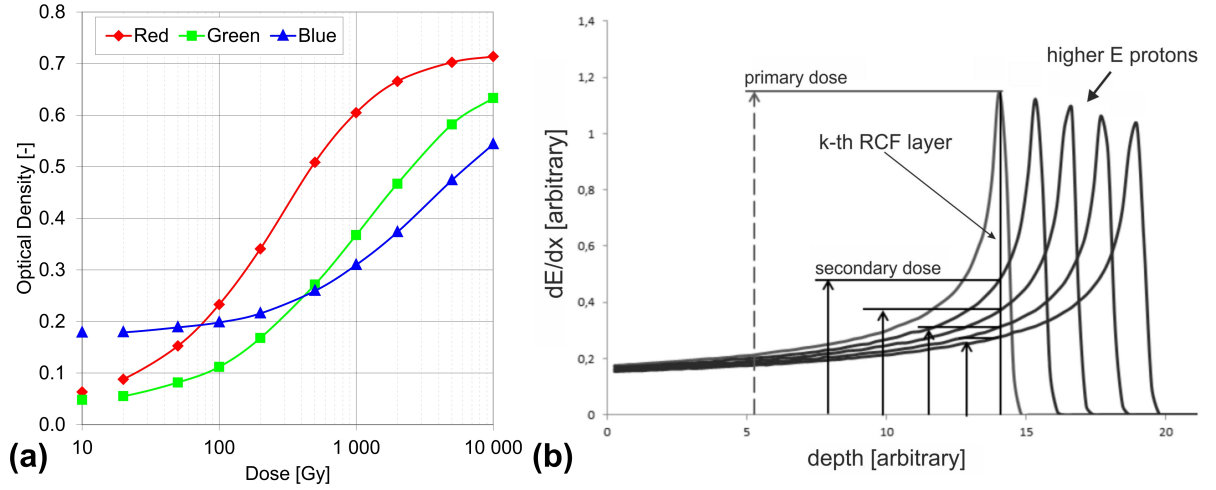 0.8
0.7
0.6
0.5
0.4
0.3
0.2
0.1
0.0
Optical Density [-]
Red Green Blue
10 100 1 000 10 000
Dose [Gy]
(a)
1,4
1,2
1
0,8
0,6
0,4
0,2
0
dE/dx [arbitrary]
primary dose
higher E protons
k-th RCF layer
secondary dose
0 5 10 15 20
depth [arbitrary]
(b)